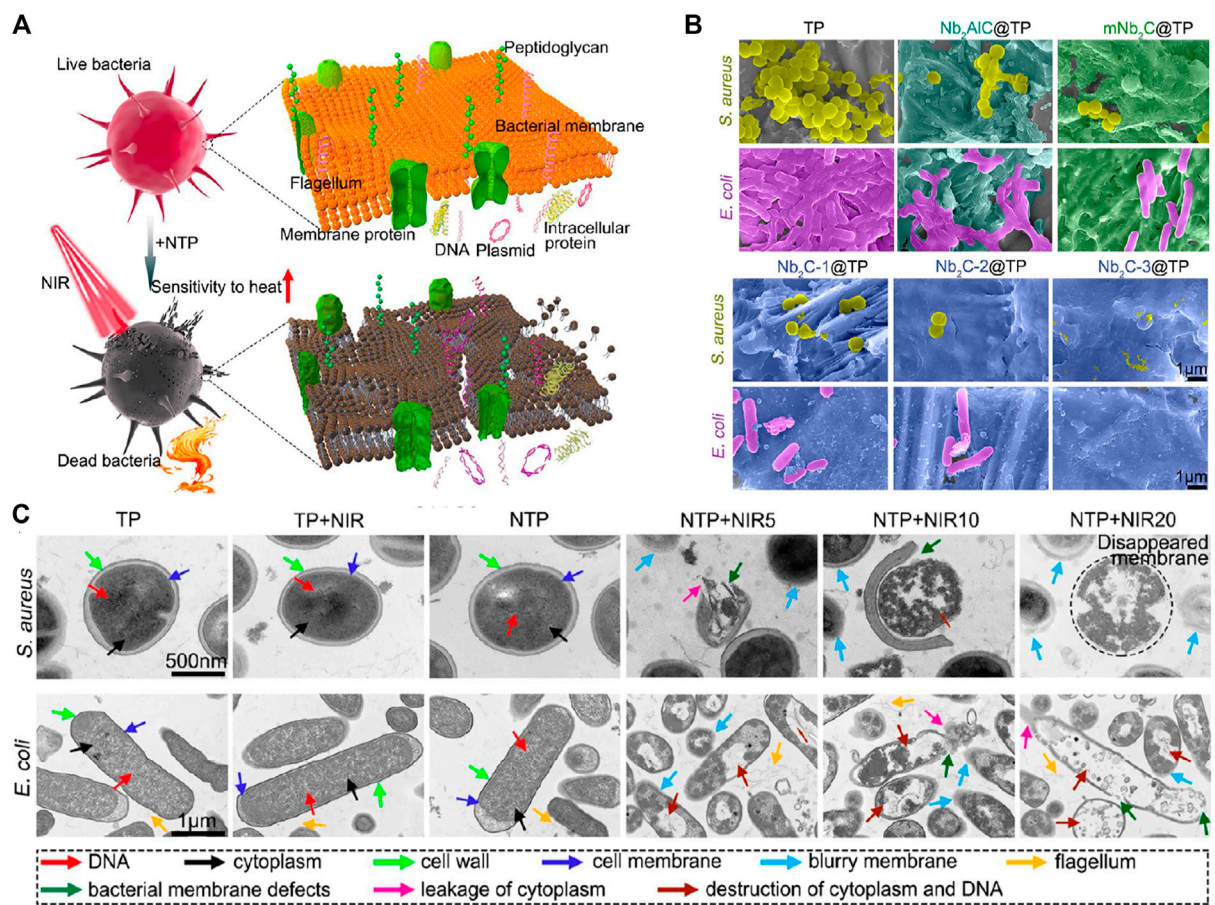 A
Live bacteria
Peptidoglycan
Bacterial membrane
Flagellum
Membrane protein
DNA
Plasmid
Intracellular
protein
+NTP
NIR
Sensitivity to heat
Dead bacteria
B
TP
Nb₂AlC@TP
mNb₂C@TP
S. aureus
E. coli
Nb₂C-1@TP
Nb₂C-2@TP
Nb₂C-3@TP
S. aureus
1μm
E. coli
1μm
C
TP
TP+NIR
NTP
NTP+NIR5
NTP+NIR10
NTP+NIR20
S. aureus
500nm
Disappeared
membrane
E. coli
1μm
DNA
cytoplasm
cell wall
cell membrane
blurry membrane
flagellum
bacterial membrane defects
leakage of cytoplasm
destruction of cytoplasm and DNA